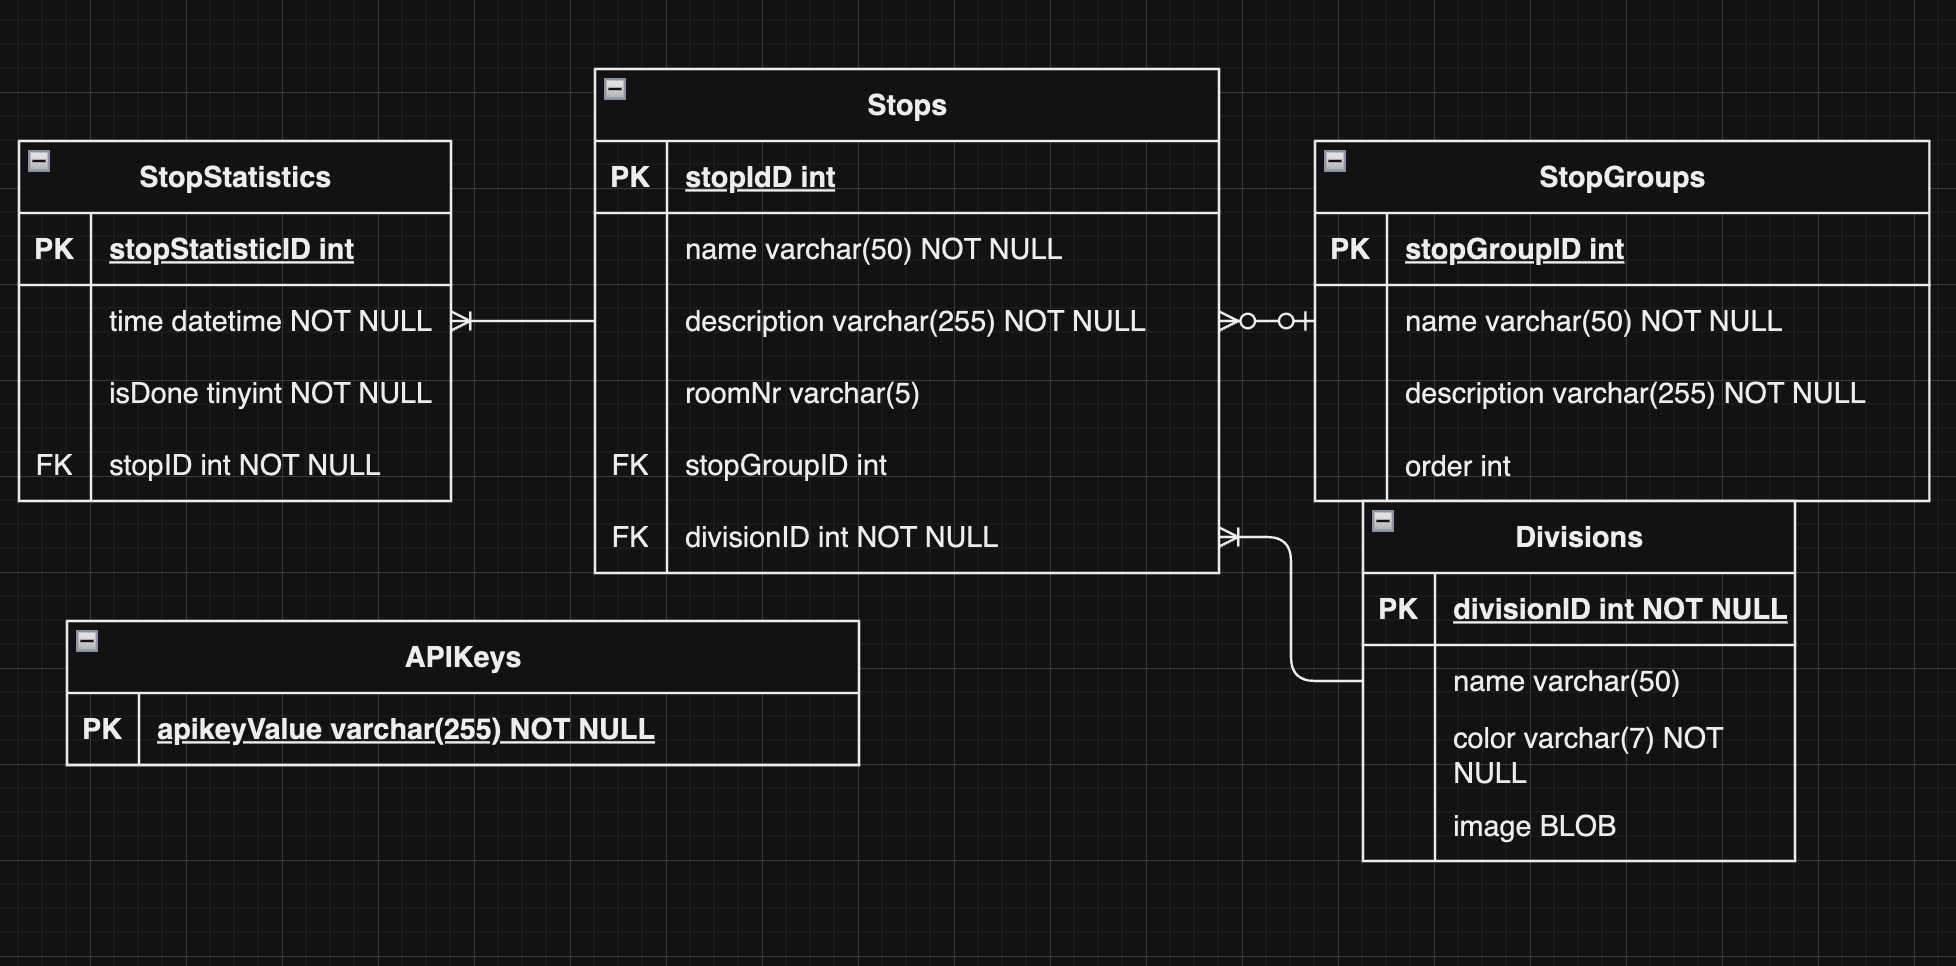 StopStatistics
PK stopStatisticID int
time datetime NOT NULL
isDone tinyint NOT NULL
FK stopID int NOT NULL
Stops
PK stopIdD int
name varchar(50) NOT NULL
description varchar(255) NOT NULL
roomNr varchar(5)
FK stopGroupID int
FK divisionID int NOT NULL
StopGroups
PK stopGroupID int
name varchar(50) NOT NULL
description varchar(255) NOT NULL
order int
Divisions
PK divisionID int NOT NULL
name varchar(50)
color varchar(7) NOT
NULL
image BLOB
APIKeys
PK apikeyValue varchar(255) NOT NULL